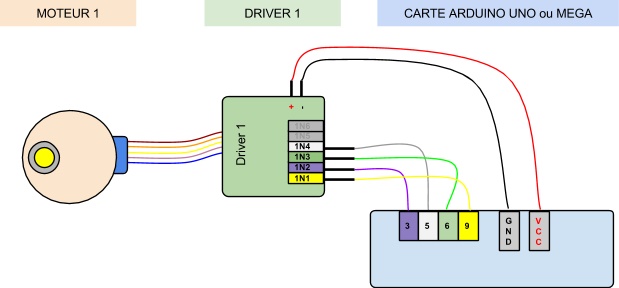 MOTEUR 1
DRIVER 1
CARTE ARDUINO UNO ou MEGA
+ -
Driver 1
1N6
1N5
1N4
1N3
1N2
1N1
3 5 6 9
GND
VCC